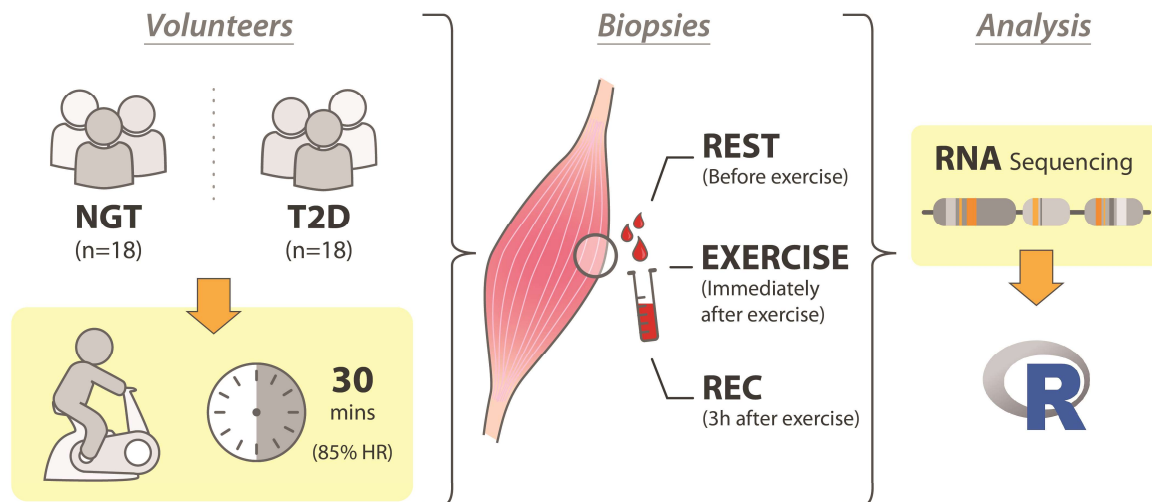 Volunteers
NGT
(n=18)
T2D
(n=18)
30
mins
(85% HR)
Biopsies
REST
(Before exercise)
EXERCISE
(Immediately
after exercise)
REC
(3h after exercise)
Analysis
RNA Sequencing
R